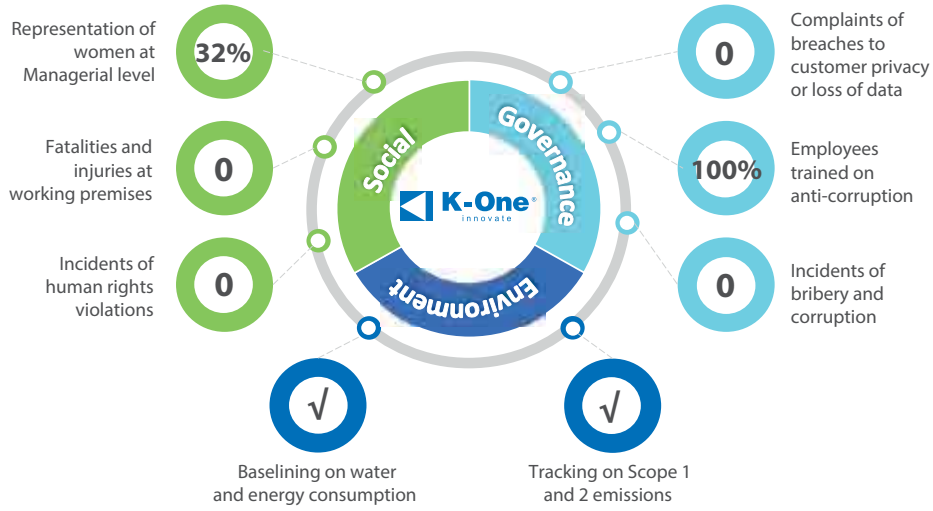 Representation of
women at
Managerial level
32%
Fatalities and
injuries at
working premises
0
Incidents of
human rights
violations
0
Social
Governance
Environment
K-One®
innovate
0
Complaints of
breaches to
customer privacy
or loss of data
100%
Employees
trained on
anti-corruption
0
Incidents of
bribery and
corruption
√
Baselining on water
and energy consumption
√
Tracking on Scope 1
and 2 emissions